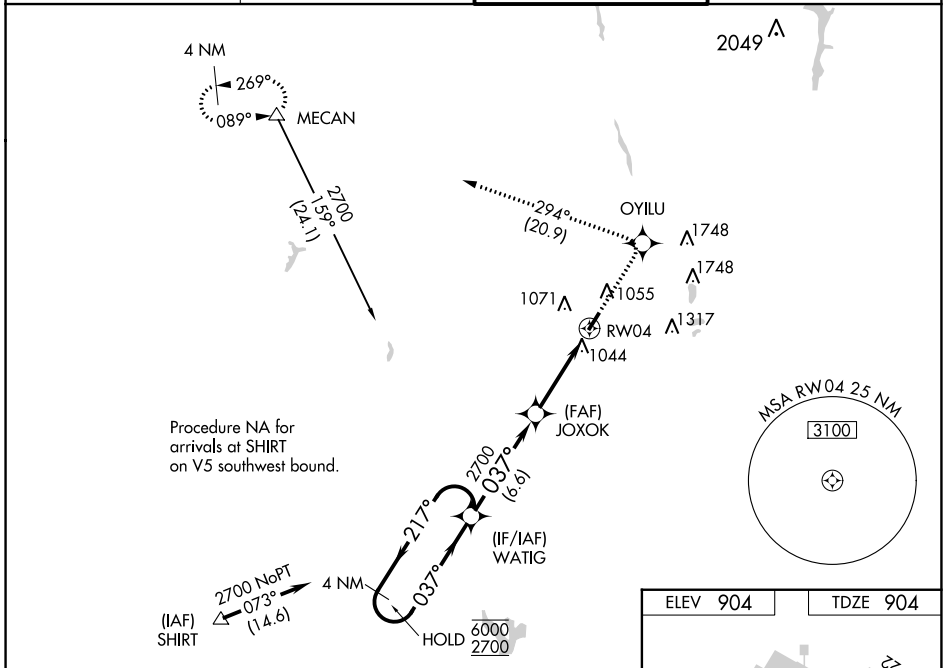 2049
4 NM
269°
089°
MECAN
2700
159°
(24.1)
294°
(20.9)
OYILU
1748
1748
1071
1055
RW04
1317
1044
(FAF)
JOXOK
MSA RW04 25 NM
3100
Procedure NA for
arrivals at SHIRT
on V5 southwest bound.
2700
037°
(6.6)
217°
037°
(IF/IAF)
WATIG
2700 NoPT
073°
(14.6)
(IAF)
SHIRT
4 NM
HOLD
6000
2700
ELEV 904
TDZE 904
22